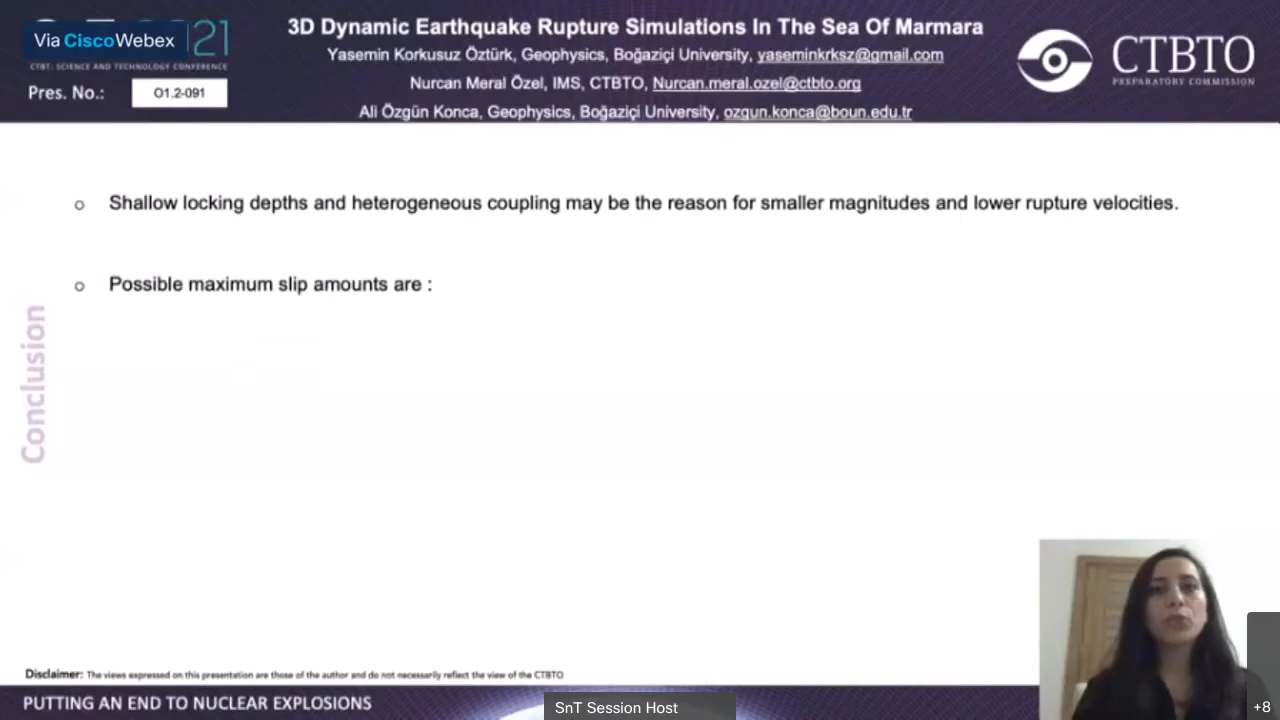 Via Cisco Webex
21
CTBT: SCIENCE AND TECHNOLOGY CONFERENCE
Pres. No.:
O1.2-091
3D Dynamic Earthquake Rupture Simulations In The Sea Of Marmara
Yasemin Korkusuz Öztürk, Geophysics, Boğaziçi University, yaseminkrksz@gmail.com
Nurcan Meral Özel, IMS, CTBTO, Nurcan.meral.ozel@ctbto.org
Ali Özgün Konca, Geophysics, Boğaziçi University, ozgun.konca@boun.edu.tr
CTBTO
PREPARATORY COMMISSION
Conclusion
o Shallow locking depths and heterogeneous coupling may be the reason for smaller magnitudes and lower rupture velocities.
o Possible maximum slip amounts are :
Disclaimer: The views expressed on this presentation are those of the author and do not necessarily reflect the view of the CTBTO
PUTTING AN END TO NUCLEAR EXPLOSIONS
SnT Session Host
+8